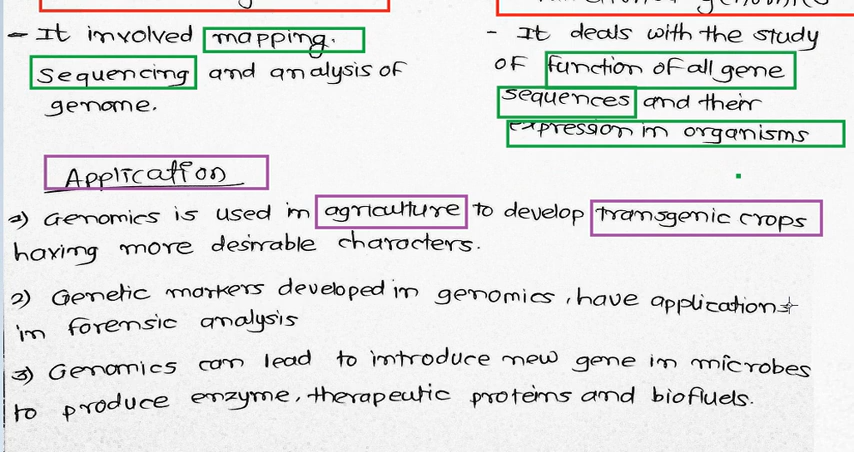 - It involved mapping.
sequencing and analysis of
genome.
- It deals with the study
of function of all gene
sequences and their
expression in organisms
Application
1) Genomics is used in agriculture to develop transgenic crops
having more desirable characters.
2) Genetic markers developed in genomics, have applications
in forensic analysis
3) Genomics can lead to introduce new gene in microbes
to produce enzyme, therapeutic proteins and biofuels.